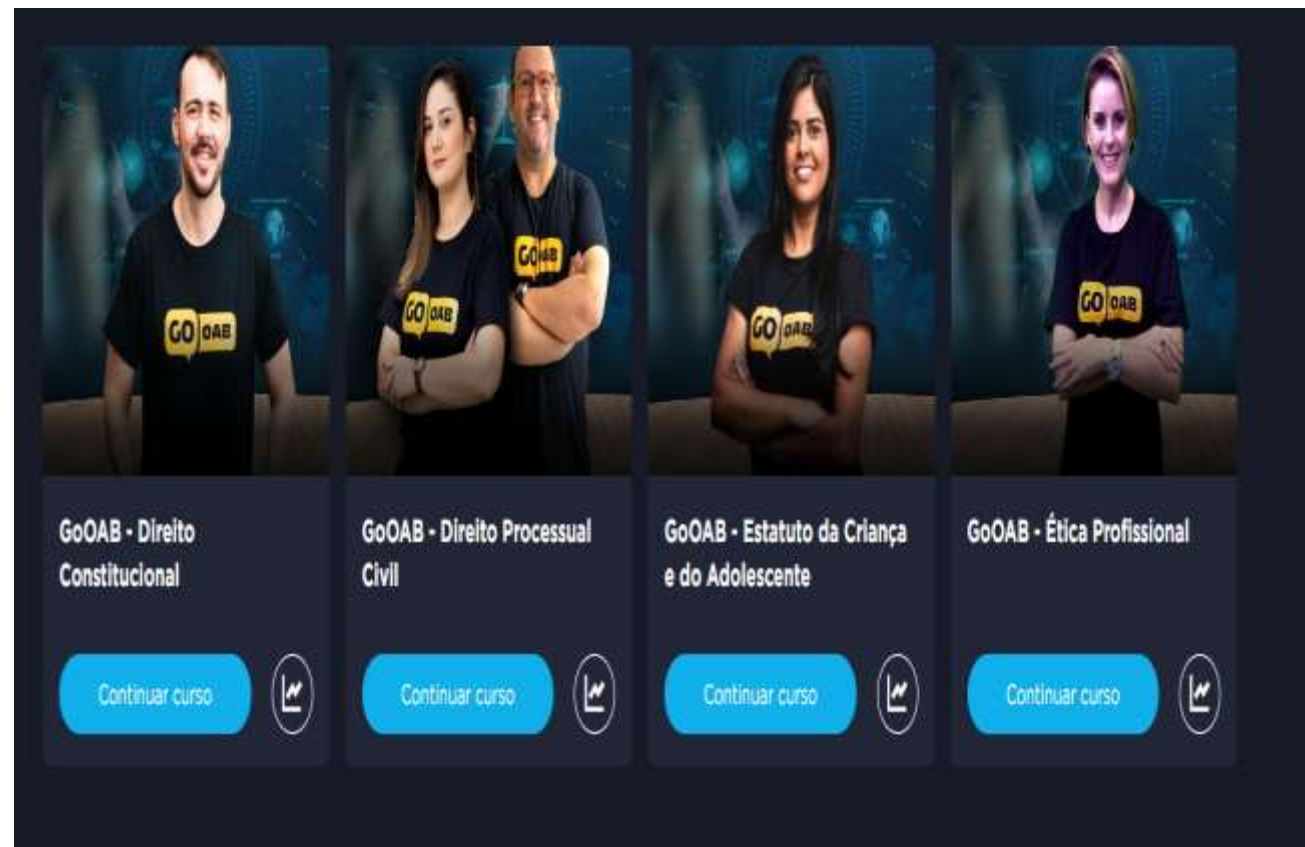 GO OAB
GO OAB
GO OAB
GO OAB
GO OAB
GoOAB - Direito
Constitucional
GoOAB - Direito Processual
Civil
GoOAB - Estatuto da Criança
e do Adolescente
GoOAB - Ética Profissional
Continuar curso
Continuar curso
Continuar curso
Continuar curso